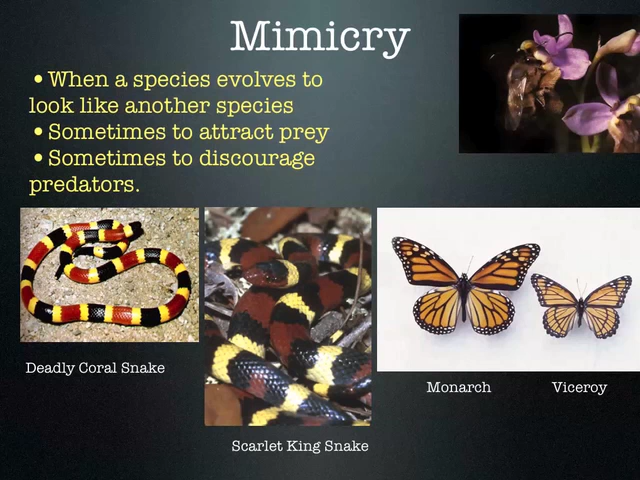 Mimicry
•When a species evolves to
look like another species
•Sometimes to attract prey
•Sometimes to discourage
predators.
Deadly Coral Snake
Monarch
Viceroy
Scarlet King Snake